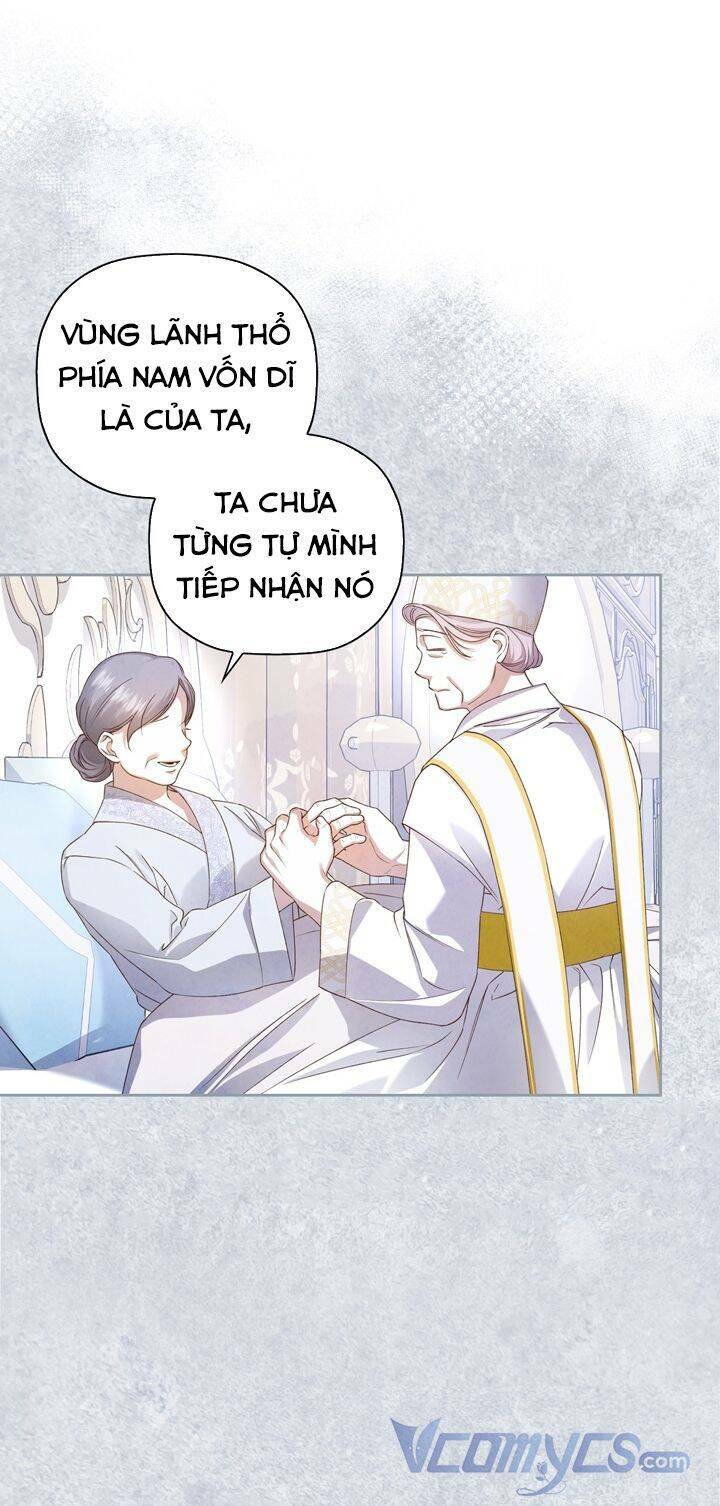 VÙNG LÃNH THỔ
PHÍA NAM VỐN DĨ
LÀ CỦA TA,
TA CHƯA
TỪNG TỰ MÌNH
TIẾP NHẬN NÓ
Vcomycs.com